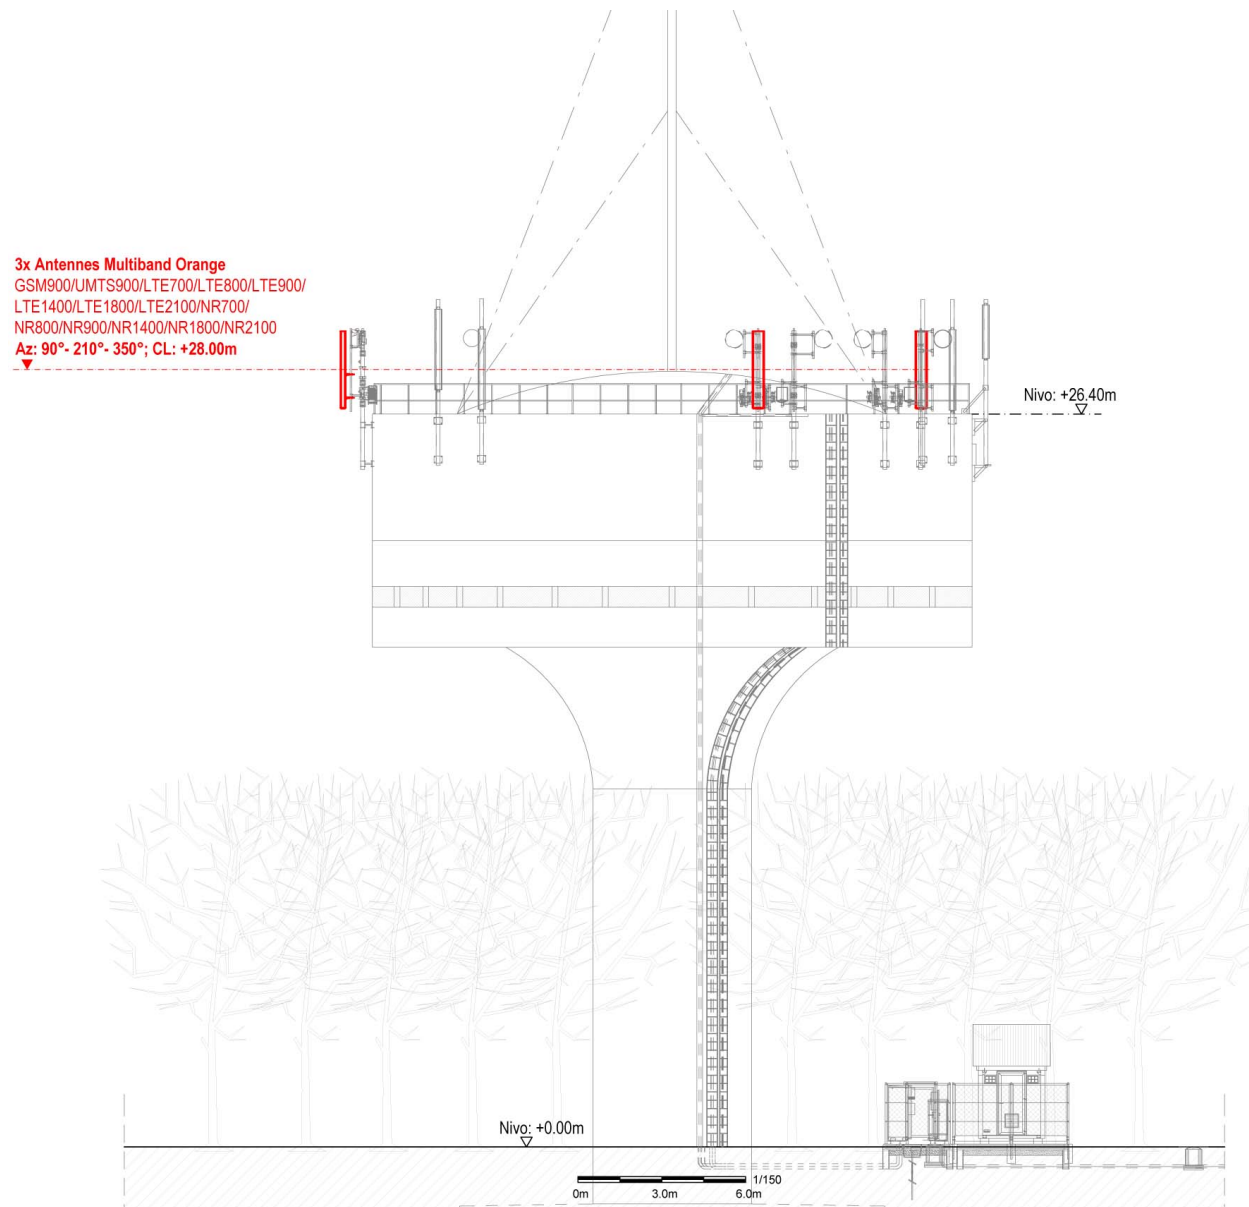 3x Antennes Multiband Orange
GSM900/UMTS900/LTE700/LTE800/LTE900/
LTE1400/LTE1800/LTE2100/NR700/
NR800/NR900/NR1400/NR1800/NR2100
Az: 90°- 210°- 350°; CL: +28.00m
Nivo: +26.40m
Nivo: +0.00m
1/150
0m 3.0m 6.0m